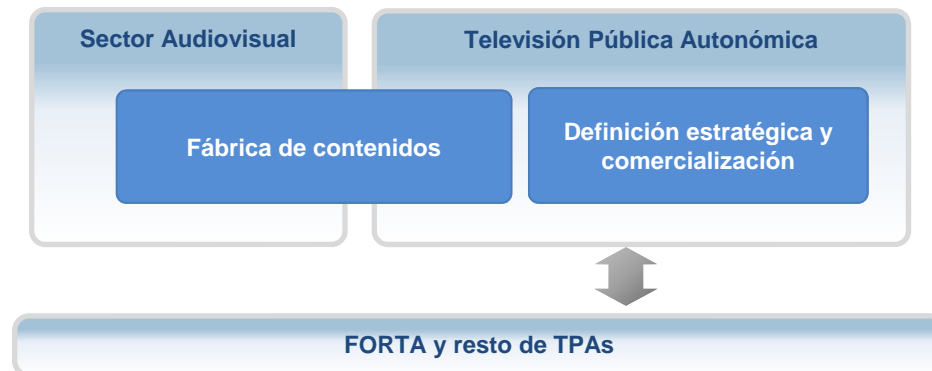 Sector Audiovisual
Televisión Pública Autonómica
Fábrica de contenidos
Definición estratégica y
comercialización
FORTA y resto de TPAs